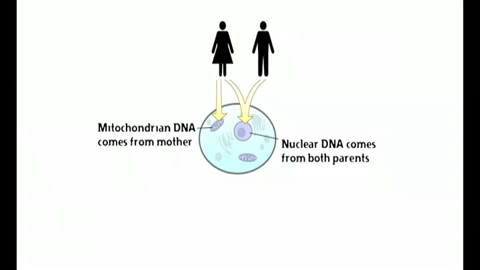 Mitochondrian DNA
comes from mother
Nuclear DNA comes
from both parents